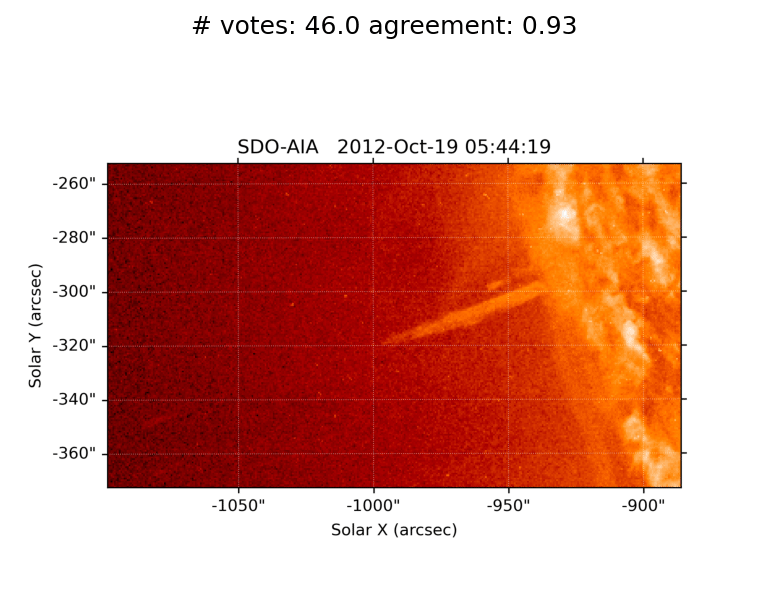 # votes: 46.0 agreement: 0.93
SDO-AIA 2012-Oct-19 05:44:19
-260"
-280"
-300"
-320"
-340"
-360"
Solar Y (arcsec)
-1050" -1000" -950" -900"
Solar X (arcsec)